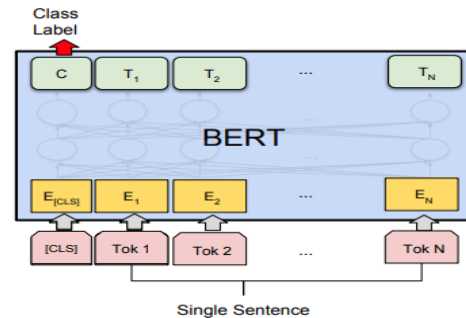 Class
Label
C T1 T2 ... TN
BERT
E[CLS] E1 E2 ... EN
[CLS] Tok 1 Tok 2 ... Tok N
Single Sentence